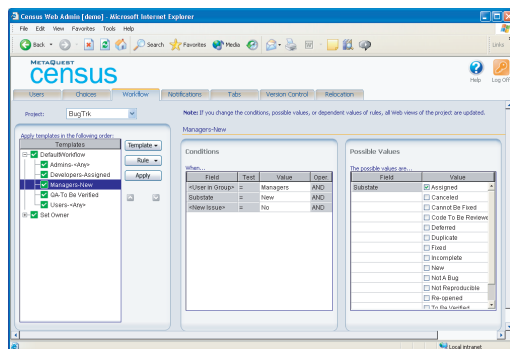 Census Web Admin [demo] - Microsoft Internet Explorer
File Edit View Favorites Tools Help
Back Search Favorites Media Links
METAQUEST
census
Help Log Off
Users Choices Workflow Notifications Tabs Version Control Relocation
Project: BugTrk
Note: If you change the conditions, possible values, or dependent values of rules, all Web views of the project are updated.
Managers-New
Apply templates in the following order:
Templates
DefaultWorkflow
Admins-<Any>
Developers-Assigned
Managers-New
QA To Be Verified
Users-<Any>
Set Owner
Template
Rule
Apply
Conditions
When...
Field Test Value Oper.
<User in Group> = Managers AND
Substate = New AND
<New Issue> = No AND
Possible Values
The possible values are...
Field Value
Substate Assigned
Canceled
Cannot Be Fixed
Code To Be Reviewe
Deferred
Duplicate
Fixed
Incomplete
New
Not A Bug
Not Reproducible
Re-opened
To Be Verified
Local intranet